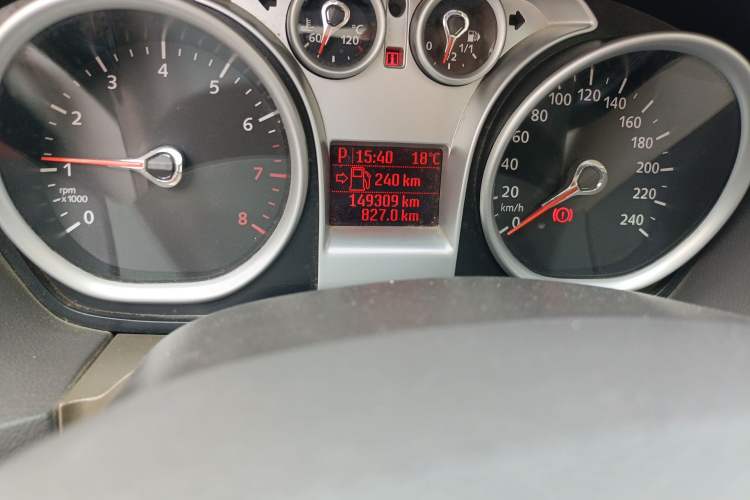 0 1 2 3 4 5 6 7 8
rpm
x1000
60 120 °C
0 1/2 1/1
P 15:40 18°C
240 km
149309 km
827.0 km
0 20 40 60 80 100 120 140 160 180 200 220 240
km/h